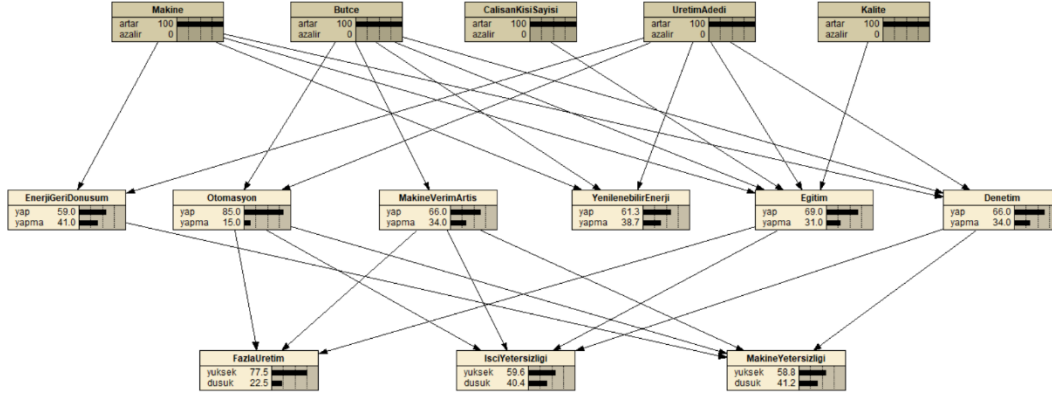 Makine
artar 100
azalir 0
Butce
artar 100
azalir 0
CalisanKisiSayisi
artar 100
azalir 0
UretimAdedi
artar 100
azalir 0
Kalite
artar 100
azalir 0
EnerjiGeriDonusum
yap 59.0
yapma 41.0
Otomasyon
yap 85.0
yapma 15.0
MakineVerimArtis
yap 66.0
yapma 34.0
YenilenebilirEnerji
yap 61.3
yapma 38.7
Egitim
yap 69.0
yapma 31.0
Denetim
yap 66.0
yapma 34.0
FazlaUretim
yuksek 77.5
dusuk 22.5
IsciYetersizligi
yuksek 59.6
dusuk 40.4
MakineYetersizligi
yuksek 58.8
dusuk 41.2